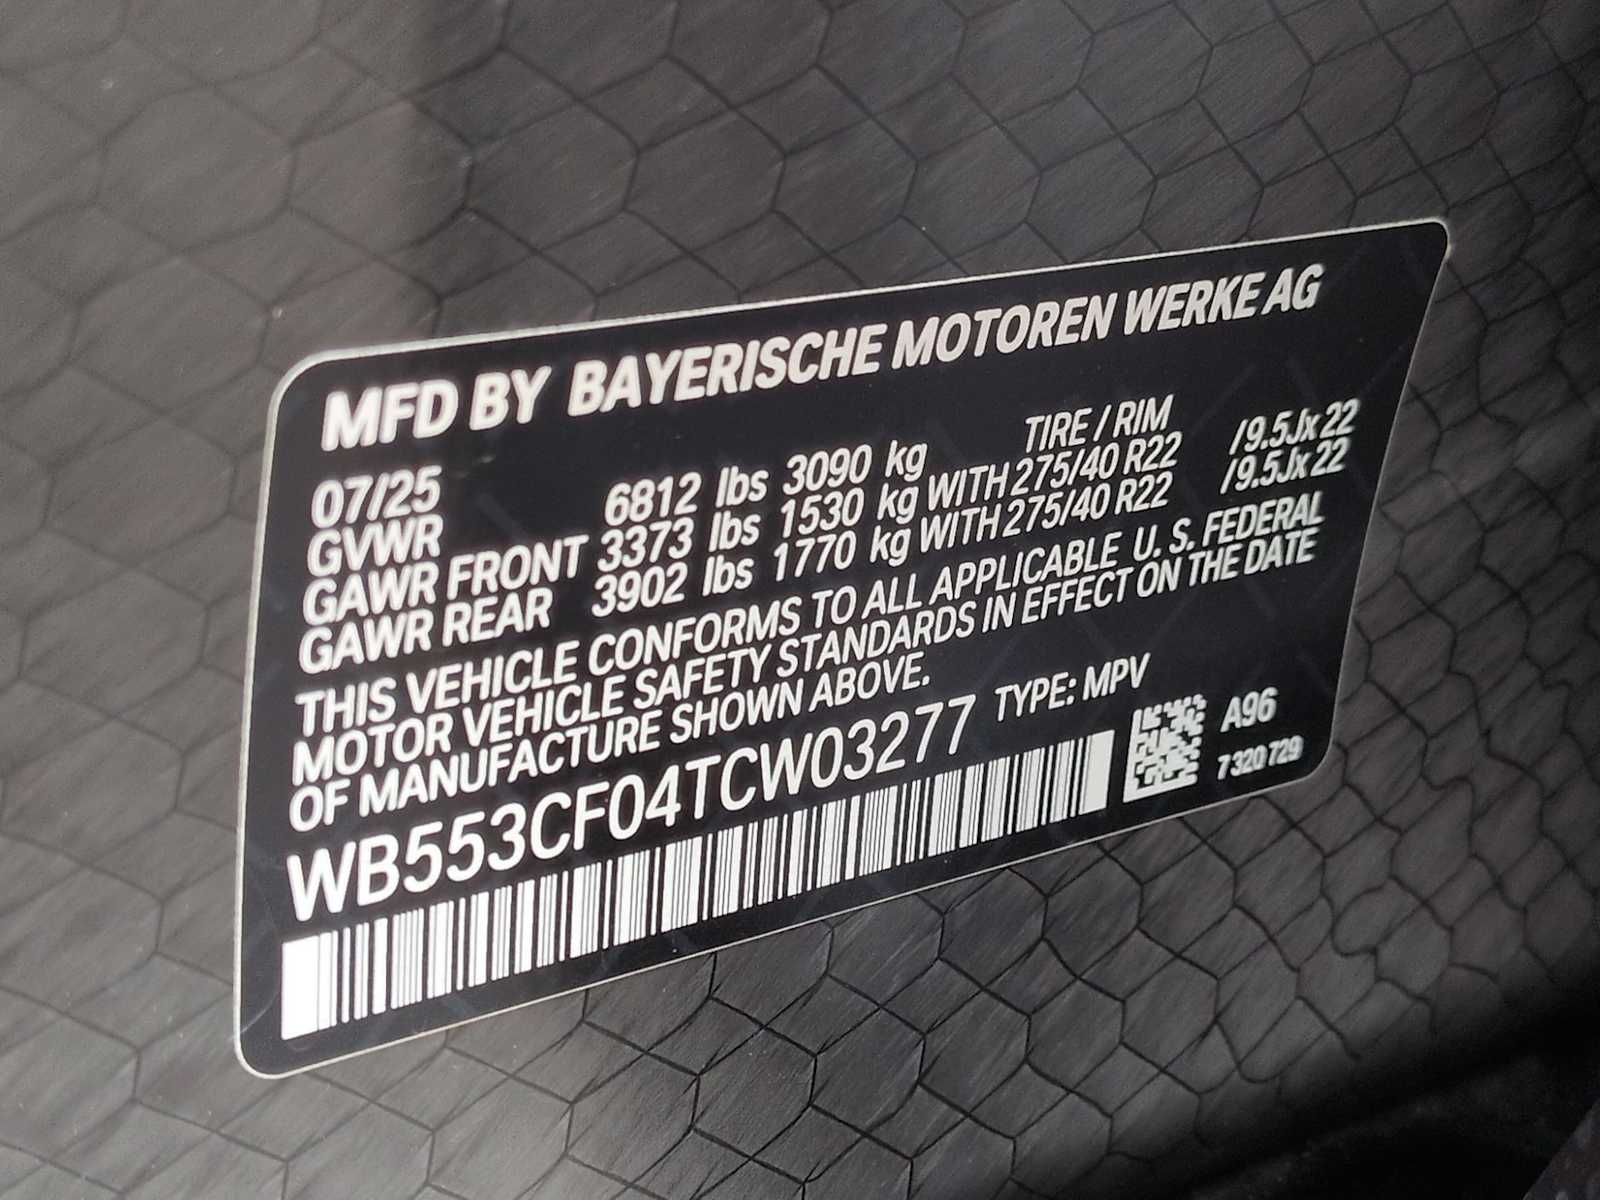 MFD BY BAYERISCHE MOTOREN WERKE AG
07/25 TIRE / RIM
GVWR 6812 lbs 3090 kg
GAWR FRONT 3373 lbs 1530 kg WITH 275/40 R22 /9.5Jx22
GAWR REAR 3902 lbs 1770 kg WITH 275/40 R22 /9.5Jx22
THIS VEHICLE CONFORMS TO ALL APPLICABLE U. S. FEDERAL
MOTOR VEHICLE SAFETY STANDARDS IN EFFECT ON THE DATE
OF MANUFACTURE SHOWN ABOVE.
WB553CF04TCW03277 TYPE: MPV
A96
7 320 729